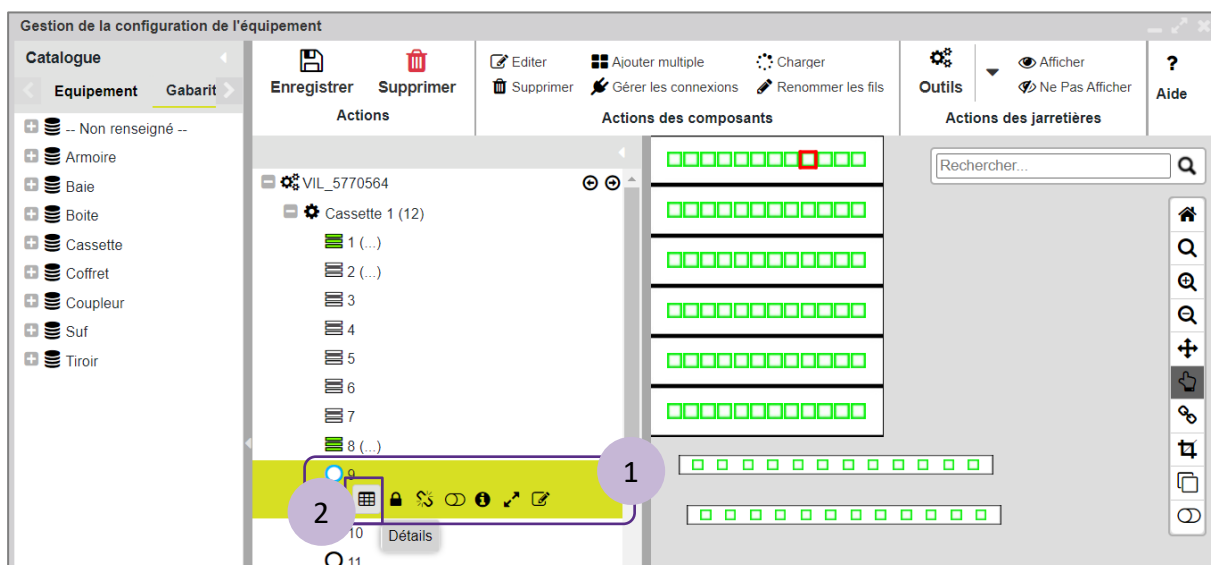 Gestion de la configuration de l'équipement
Catalogue
Equipement Gabarit
-- Non renseigné --
Armoire
Baie
Boite
Cassette
Coffret
Coupleur
Suf
Tiroir
Enregistrer Supprimer
Actions
Editer Ajouter multiple Charger
Supprimer Gérer les connexions Renommer les fils
Actions des composants
Outils
Afficher
Ne Pas Afficher
Actions des jarretières
?
Aide
VIL_5770564
Cassette 1 (12)
1 (...)
2 (...)
3
4
5
6
7
8 (...)
9
1
2
10
Détails
11
Rechercher...